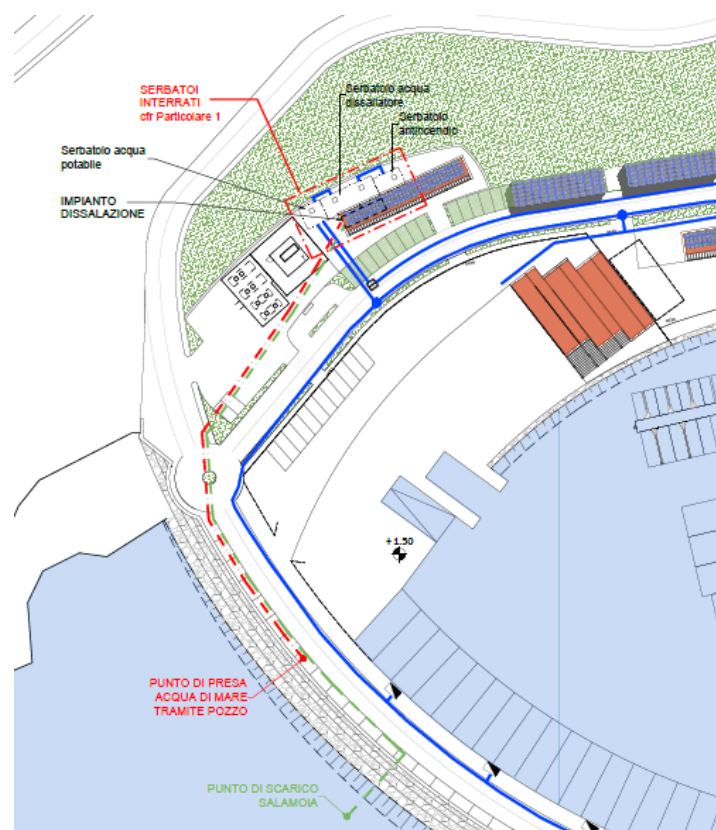 SERBATOI
INTERRATI
cfr Particolare 1
Serbatoio acqua
dissallatore
Serbatoio
antincendio
Serbatoio acqua
potabile
IMPIANTO
DISSALAZIONE
+1.50
PUNTO DI PRESA
ACQUA DI MARE
TRAMITE POZZO
PUNTO DI SCARICO
SALAMOIA